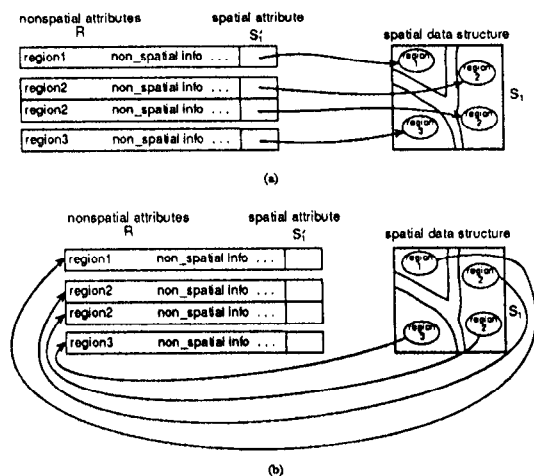 nonspatial attributes
R
spatial attribute
S₁'
spatial data structure
region1 non_spatial info ...
region2 non_spatial info ...
region2 non_spatial info ...
region3 non_spatial info ...
region 1
region 2
region 3
region 2
S₁
(a)
nonspatial attributes
R
spatial attribute
S₁'
spatial data structure
region1 non_spatial info ...
region2 non_spatial info ...
region2 non_spatial info ...
region3 non_spatial info ...
region 1
region 2
region 3
region 2
S₁
(b)